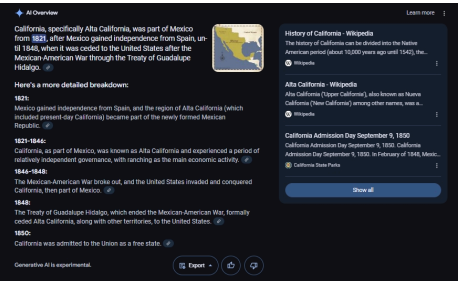 AI Overview
Learn more
California, specifically Alta California, was part of Mexico
from 1821, after Mexico gained independence from Spain, un-
til 1848, when it was ceded to the United States after the
Mexican-American War through the Treaty of Guadalupe
Hidalgo.
Here's a more detailed breakdown:
1821:
Mexico gained independence from Spain, and the region of Alta California (which
included present-day California) became part of the newly formed Mexican
Republic.
1821-1846:
California, as part of Mexico, was known as Alta California and experienced a period of
relatively independent governance, with ranching as the main economic activity.
1846-1848:
The Mexican-American War broke out, and the United States invaded and conquered
California, then part of Mexico.
1848:
The Treaty of Guadalupe Hidalgo, which ended the Mexican-American War, formally
ceded Alta California, along with other territories, to the United States.
1850:
California was admitted to the Union as a free state.
Generative AI is experimental.
Export
History of California - Wikipedia
The history of California can be divided into the Native
American period (about 10,000 years ago until 1542), the...
Wikipedia
Alta California - Wikipedia
Alta California ('Upper California'), also known as Nueva
California ('New California') among other names, was a...
Wikipedia
California Admission Day September 9, 1850
California Admission Day September 9, 1850. California
Admission Day September 9, 1850. In February of 1848, Mexic...
California State Parks
Show all